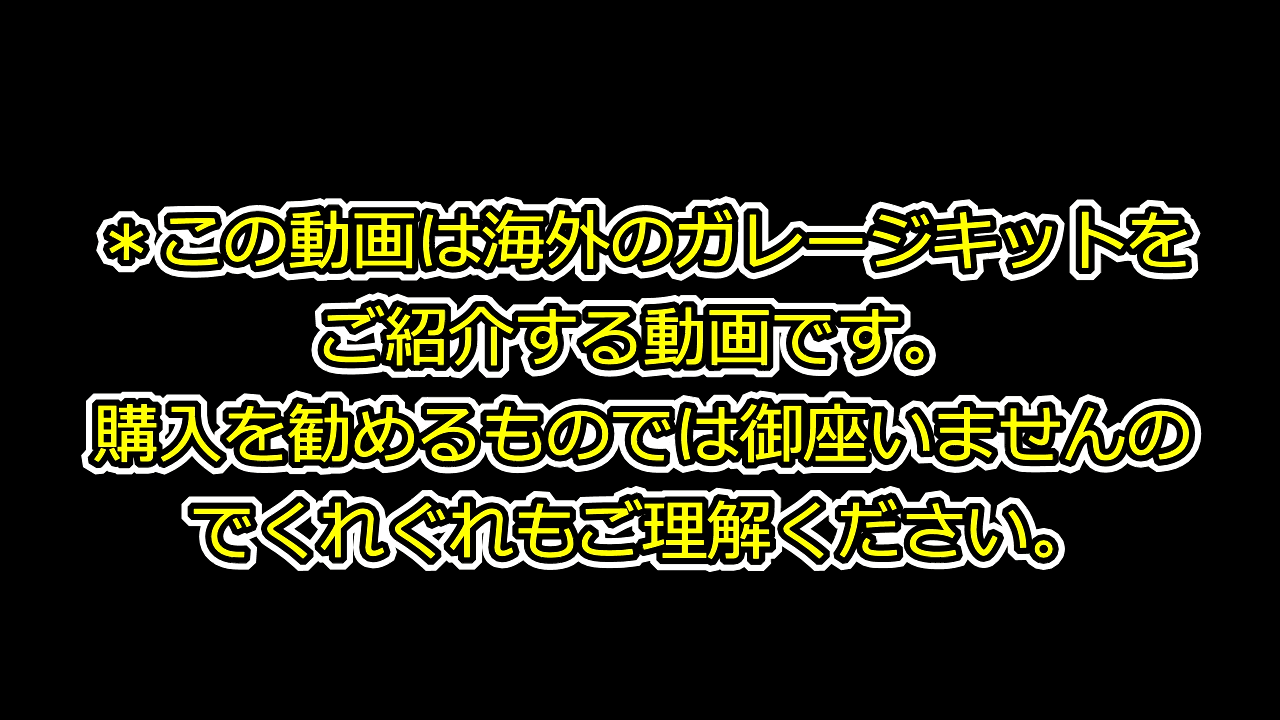 ＊この動画は海外のガレージキットを
ご紹介する動画です。
購入を勧めるものでは御座いませんの
でくれぐれもご理解ください。